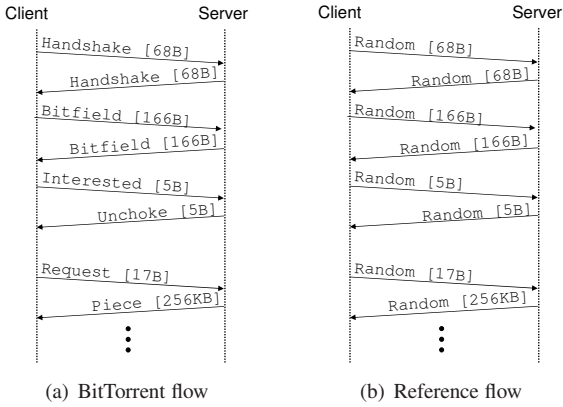 Client Server
Handshake [68B]
Handshake [68B]
Bitfield [166B]
Bitfield [166B]
Interested [5B]
Unchoke [5B]
Request [17B]
Piece [256KB]
(a) BitTorrent flow
Client Server
Random [68B]
Random [68B]
Random [166B]
Random [166B]
Random [5B]
Random [5B]
Random [17B]
Random [256KB]
(b) Reference flow